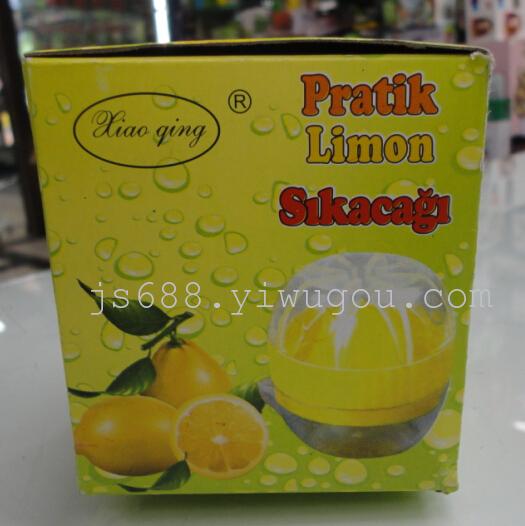 Xiao qing ®
Pratik
Limon
Sıkacağı
js688.yiwugou.com